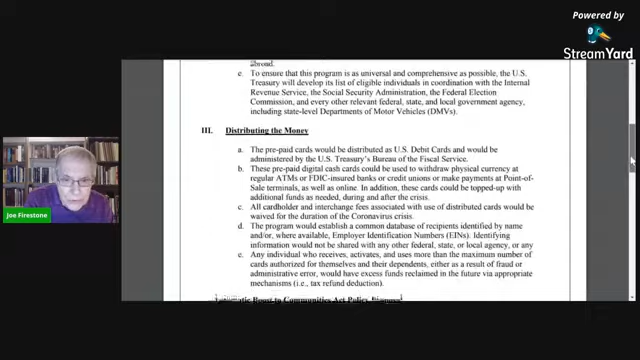 Powered by
StreamYard
abroad.
e. To ensure that this program is as universal and comprehensive as possible, the U.S.
Treasury will develop its list of eligible individuals in coordination with the Internal
Revenue Service, the Social Security Administration, the Federal Election
Commission, and every other relevant federal, state, and local government agency,
including state-level Departments of Motor Vehicles (DMVs).
III. Distributing the Money
a. The pre-paid cards would be distributed as U.S. Debit Cards and would be
administered by the U.S. Treasury's Bureau of the Fiscal Service.
b. These pre-paid digital cash cards could be used to withdraw physical currency at
regular ATMs or FDIC-insured banks or credit unions or make payments at Point-of-
Sale terminals, as well as online. In addition, these cards could be topped-up with
additional funds as needed, during and after the crisis.
c. All cardholder and interchange fees associated with use of distributed cards would be
waived for the duration of the Coronavirus crisis.
d. The program would establish a common database of recipients identified by name
and/or, where available, Employer Identification Numbers (EINs). Identifying
information would not be shared with any other federal, state, or local agency, or any
e. Any individual who receives, activates, and uses more than the maximum number of
cards authorized for themselves and their dependents, either as a result of fraud or
administrative error, would have excess funds reclaimed in the future via appropriate
mechanisms (i.e., tax refund deduction).
Boost to Communities Act Policy
Joe Firestone